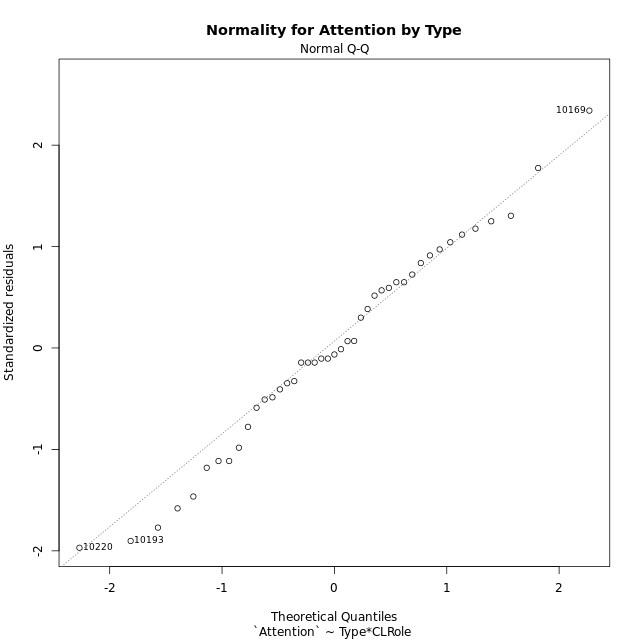 Normality for Attention by Type
Normal Q-Q
10169
2
1
0
-1
-2
10220
10193
-2
-1
0
1
2
Standardized residuals
Theoretical Quantiles
`Attention` ~ Type*CLRole